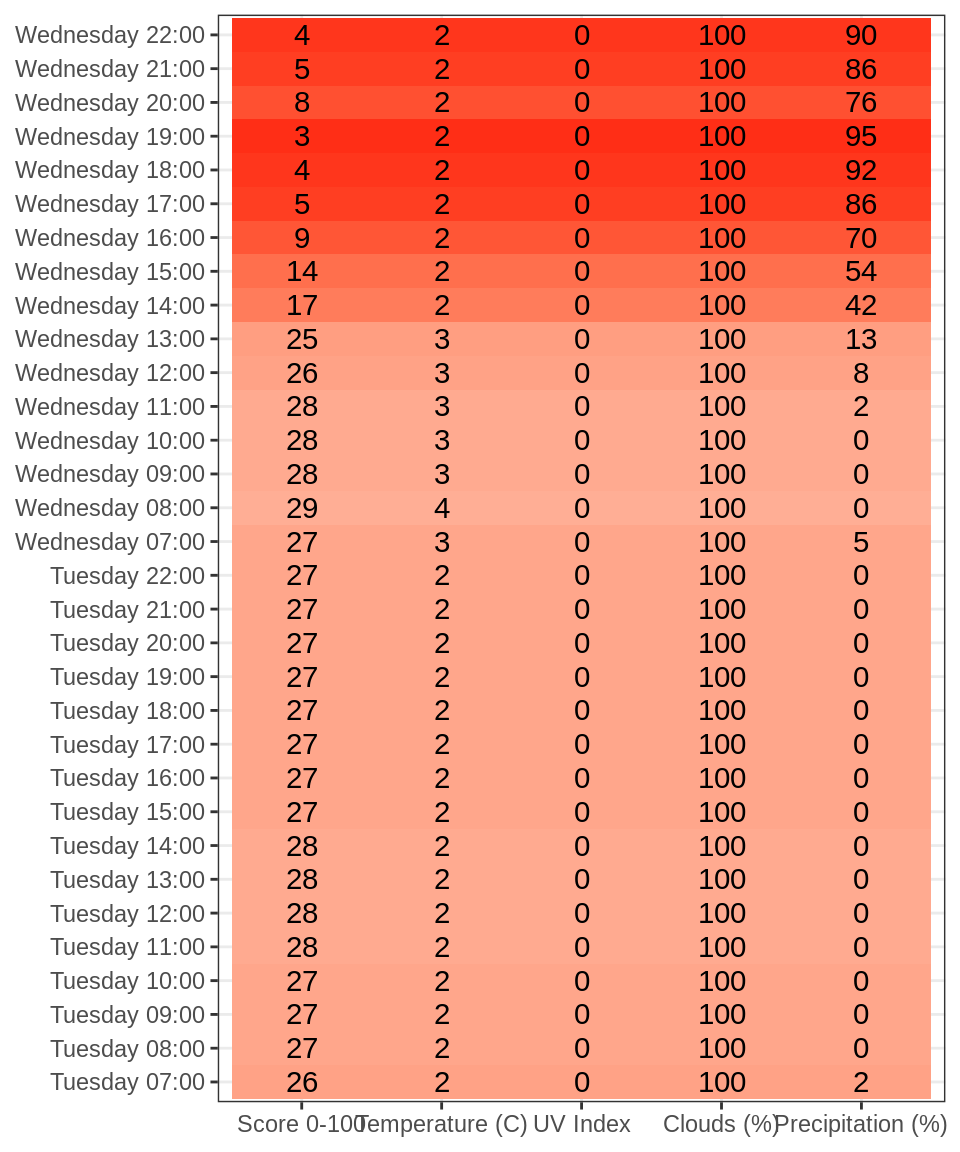 Wednesday 22:00 4 2 0 100 90
Wednesday 21:00 5 2 0 100 86
Wednesday 20:00 8 2 0 100 76
Wednesday 19:00 3 2 0 100 95
Wednesday 18:00 4 2 0 100 92
Wednesday 17:00 5 2 0 100 86
Wednesday 16:00 9 2 0 100 70
Wednesday 15:00 14 2 0 100 54
Wednesday 14:00 17 2 0 100 42
Wednesday 13:00 25 3 0 100 13
Wednesday 12:00 26 3 0 100 8
Wednesday 11:00 28 3 0 100 2
Wednesday 10:00 28 3 0 100 0
Wednesday 09:00 28 3 0 100 0
Wednesday 08:00 29 4 0 100 0
Wednesday 07:00 27 3 0 100 5
Tuesday 22:00 27 2 0 100 0
Tuesday 21:00 27 2 0 100 0
Tuesday 20:00 27 2 0 100 0
Tuesday 19:00 27 2 0 100 0
Tuesday 18:00 27 2 0 100 0
Tuesday 17:00 27 2 0 100 0
Tuesday 16:00 27 2 0 100 0
Tuesday 15:00 27 2 0 100 0
Tuesday 14:00 28 2 0 100 0
Tuesday 13:00 28 2 0 100 0
Tuesday 12:00 28 2 0 100 0
Tuesday 11:00 28 2 0 100 0
Tuesday 10:00 27 2 0 100 0
Tuesday 09:00 27 2 0 100 0
Tuesday 08:00 27 2 0 100 0
Tuesday 07:00 26 2 0 100 2
Score 0-100 Temperature (C) UV Index Clouds (%) Precipitation (%)